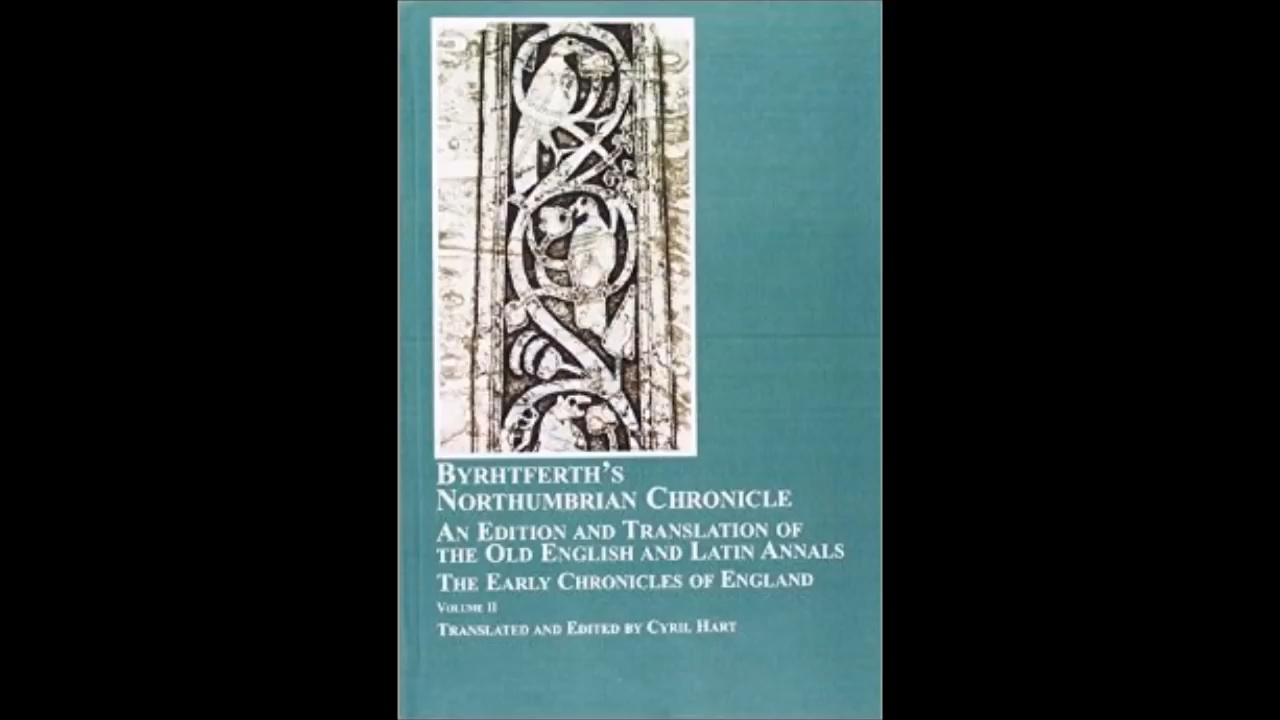 Byrhtferth's
Northumbrian Chronicle
An Edition and Translation of
the Old English and Latin Annals
The Early Chronicles of England
Volume II
Translated and Edited by Cyril Hart